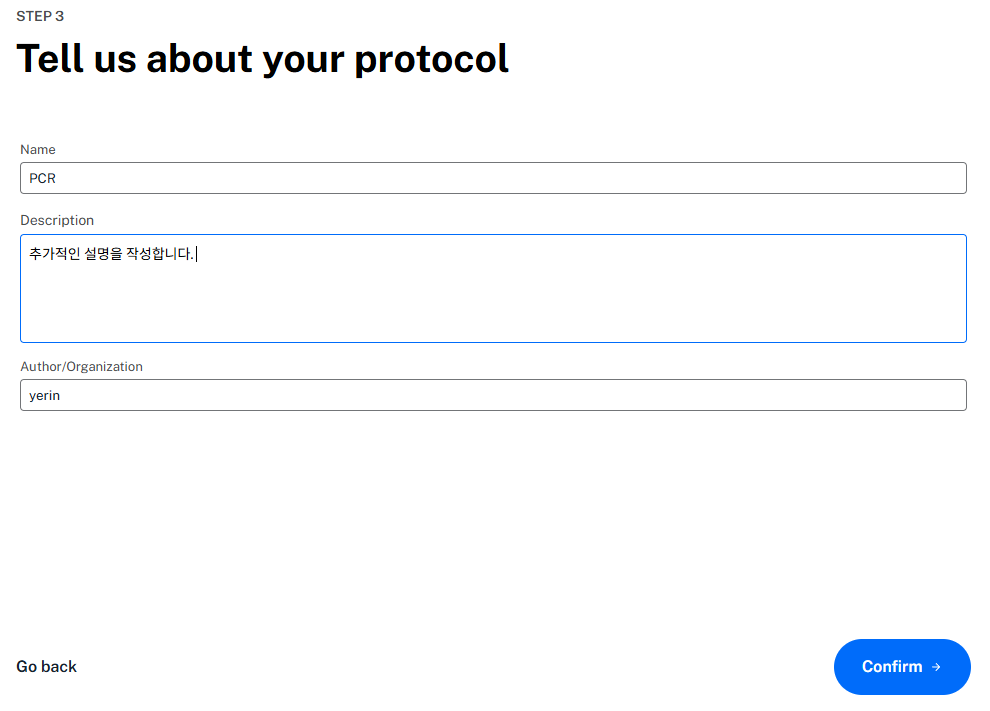 STEP 3
Tell us about your protocol
Name
PCR
Description
추가적인 설명을 작성합니다.
Author/Organization
yerin
Go back
Confirm →